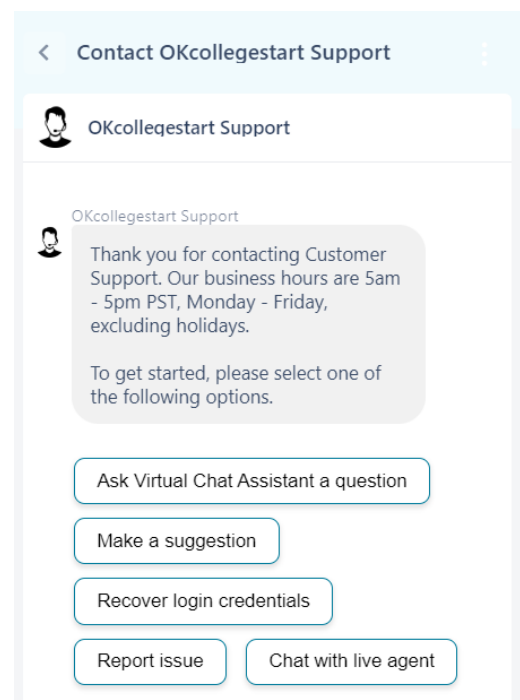 Contact OKcollegestart Support
OKcollegestart Support
OKcollegestart Support
Thank you for contacting Customer
Support. Our business hours are 5am
- 5pm PST, Monday - Friday,
excluding holidays.
To get started, please select one of
the following options.
Ask Virtual Chat Assistant a question
Make a suggestion
Recover login credentials
Report issue
Chat with live agent